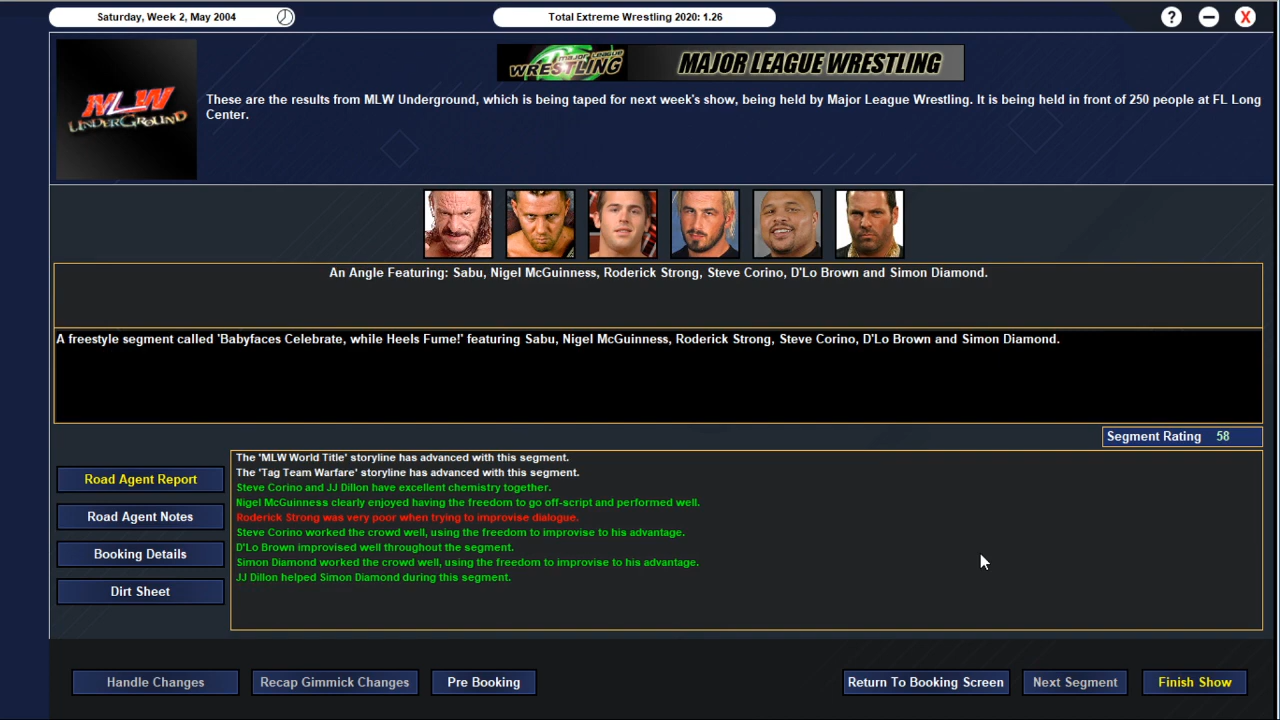 Saturday, Week 2, May 2004
Total Extreme Wrestling 2020: 1.26
?
X
MLW
UNDERGROUND
MAJOR LEAGUE
WRESTLING
MAJOR LEAGUE WRESTLING
These are the results from MLW Underground, which is being taped for next week's show, being held by Major League Wrestling. It is being held in front of 250 people at FL Long
Center.
An Angle Featuring: Sabu, Nigel McGuinness, Roderick Strong, Steve Corino, D'Lo Brown and Simon Diamond.
A freestyle segment called 'Babyfaces Celebrate, while Heels Fume!' featuring Sabu, Nigel McGuinness, Roderick Strong, Steve Corino, D'Lo Brown and Simon Diamond.
Segment Rating 58
Road Agent Report
Road Agent Notes
Booking Details
Dirt Sheet
The 'MLW World Title' storyline has advanced with this segment.
The 'Tag Team Warfare' storyline has advanced with this segment.
Steve Corino and JJ Dillon have excellent chemistry together.
Nigel McGuinness clearly enjoyed having the freedom to go off-script and performed well.
Roderick Strong was very poor when trying to improvise dialogue.
Steve Corino worked the crowd well, using the freedom to improvise to his advantage.
D'Lo Brown improvised well throughout the segment.
Simon Diamond worked the crowd well, using the freedom to improvise to his advantage.
JJ Dillon helped Simon Diamond during this segment.
Handle Changes
Recap Gimmick Changes
Pre Booking
Return To Booking Screen
Next Segment
Finish Show